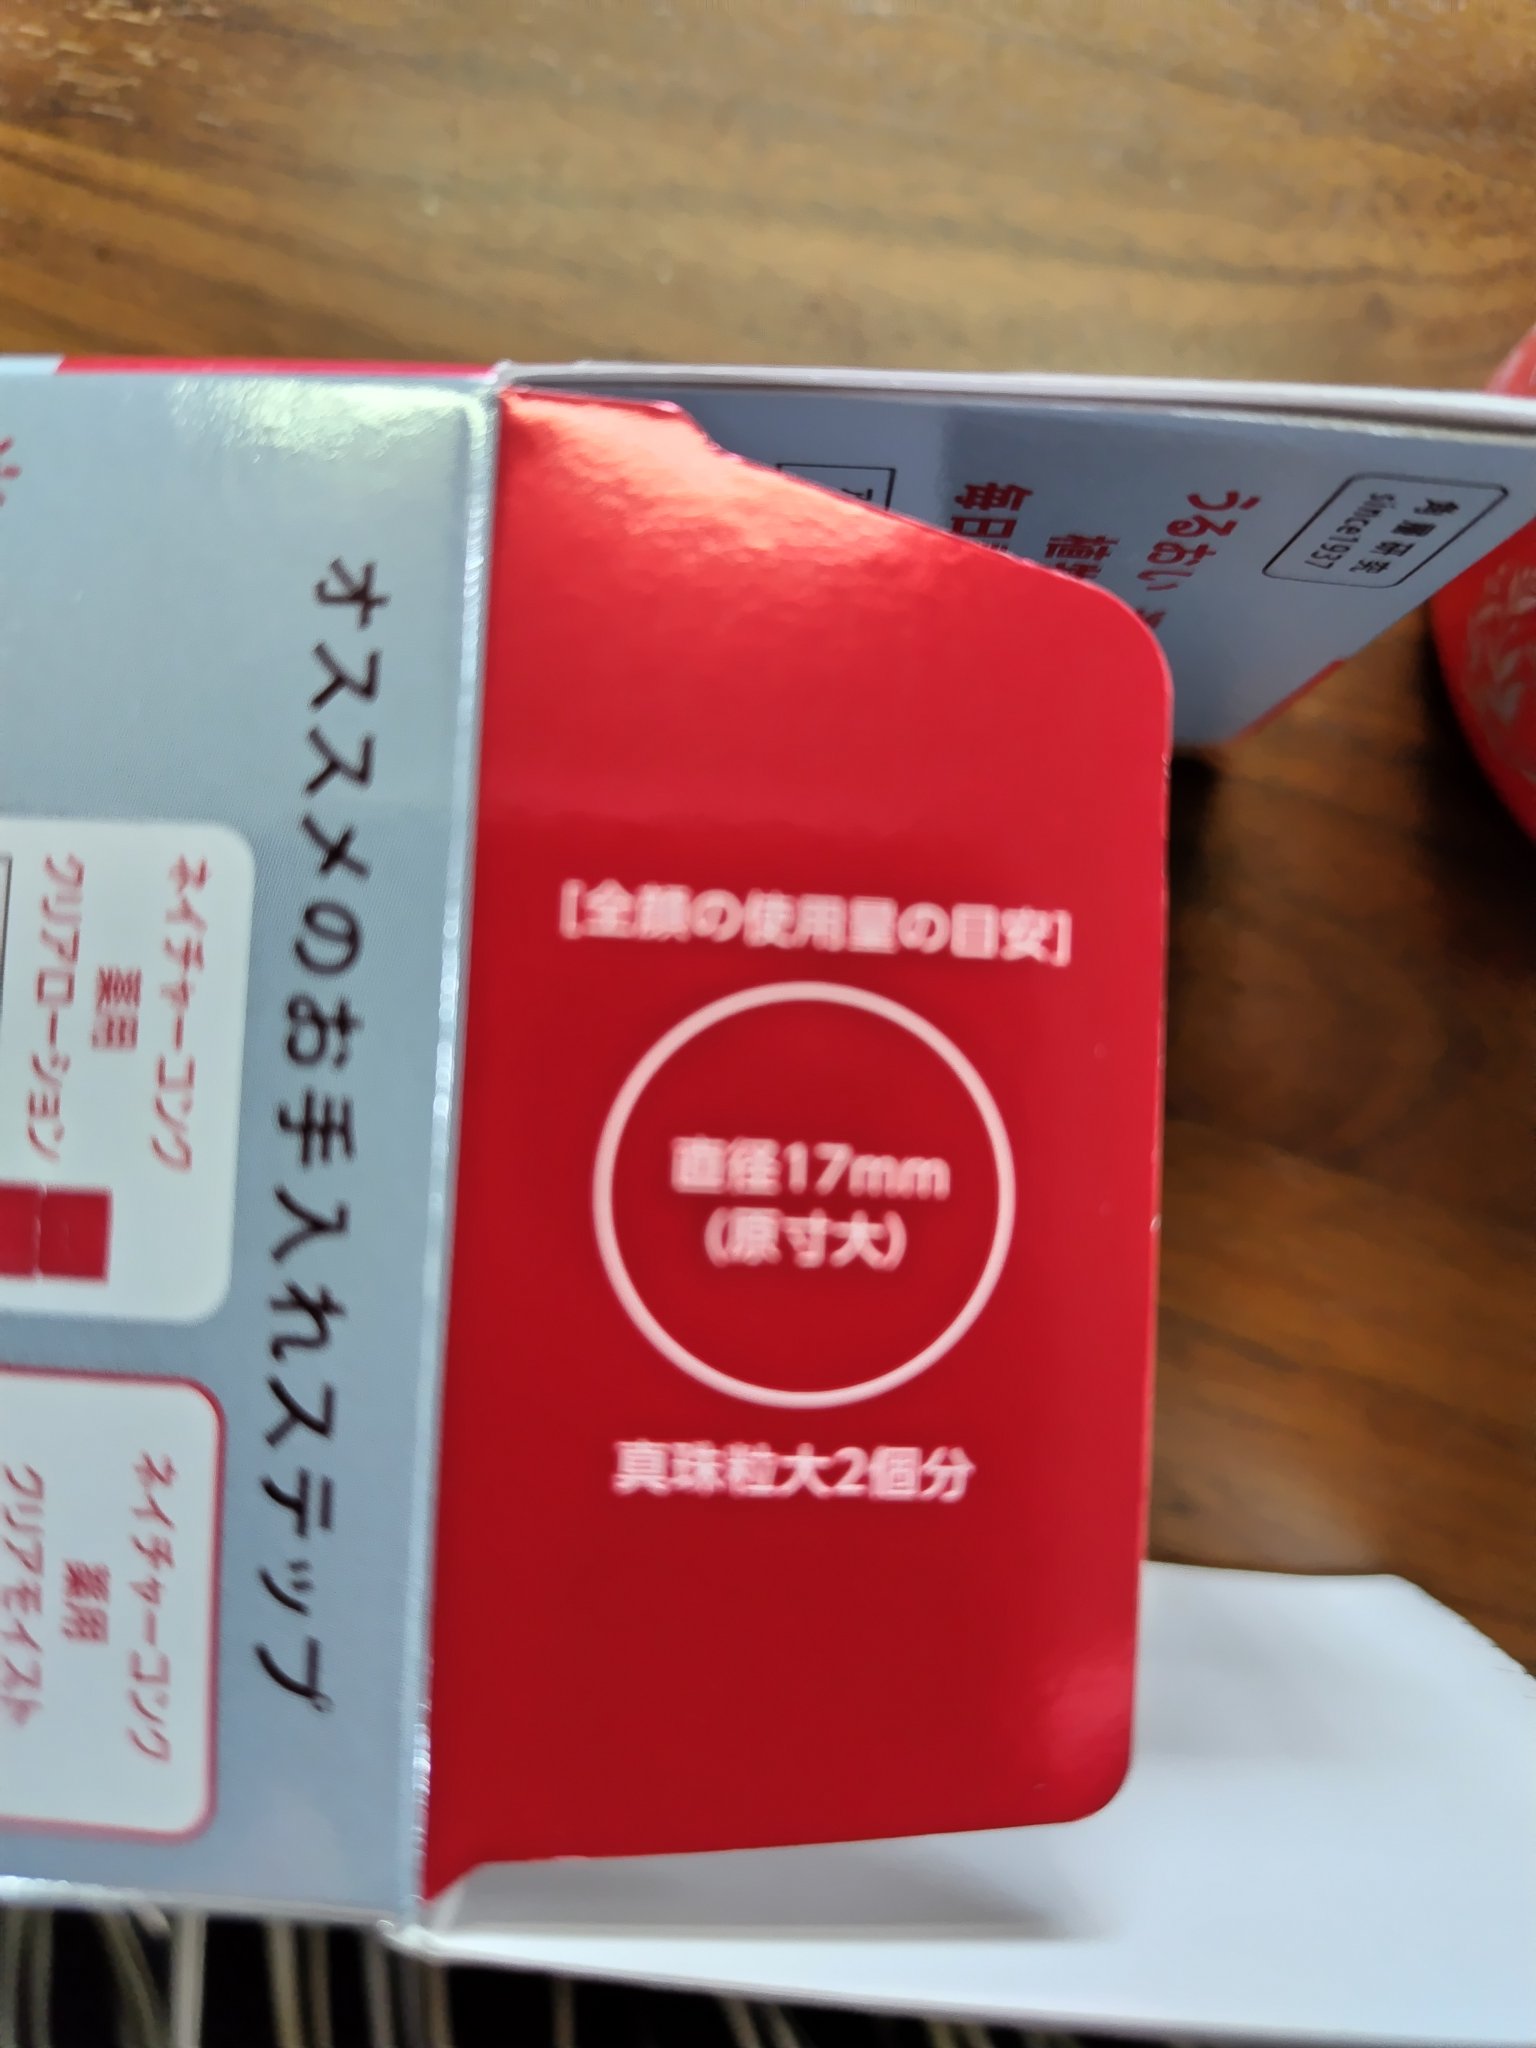 [全顔の使用量の目安]
直径17mm
(原寸大)
真珠粒大2個分
オススメのお手入れステップ
ネイチャーコンク
薬用
クリアローション
ネイチャーコンク
薬用
クリアモイスト
角層研究
since1937
うるおい
植物
毎日